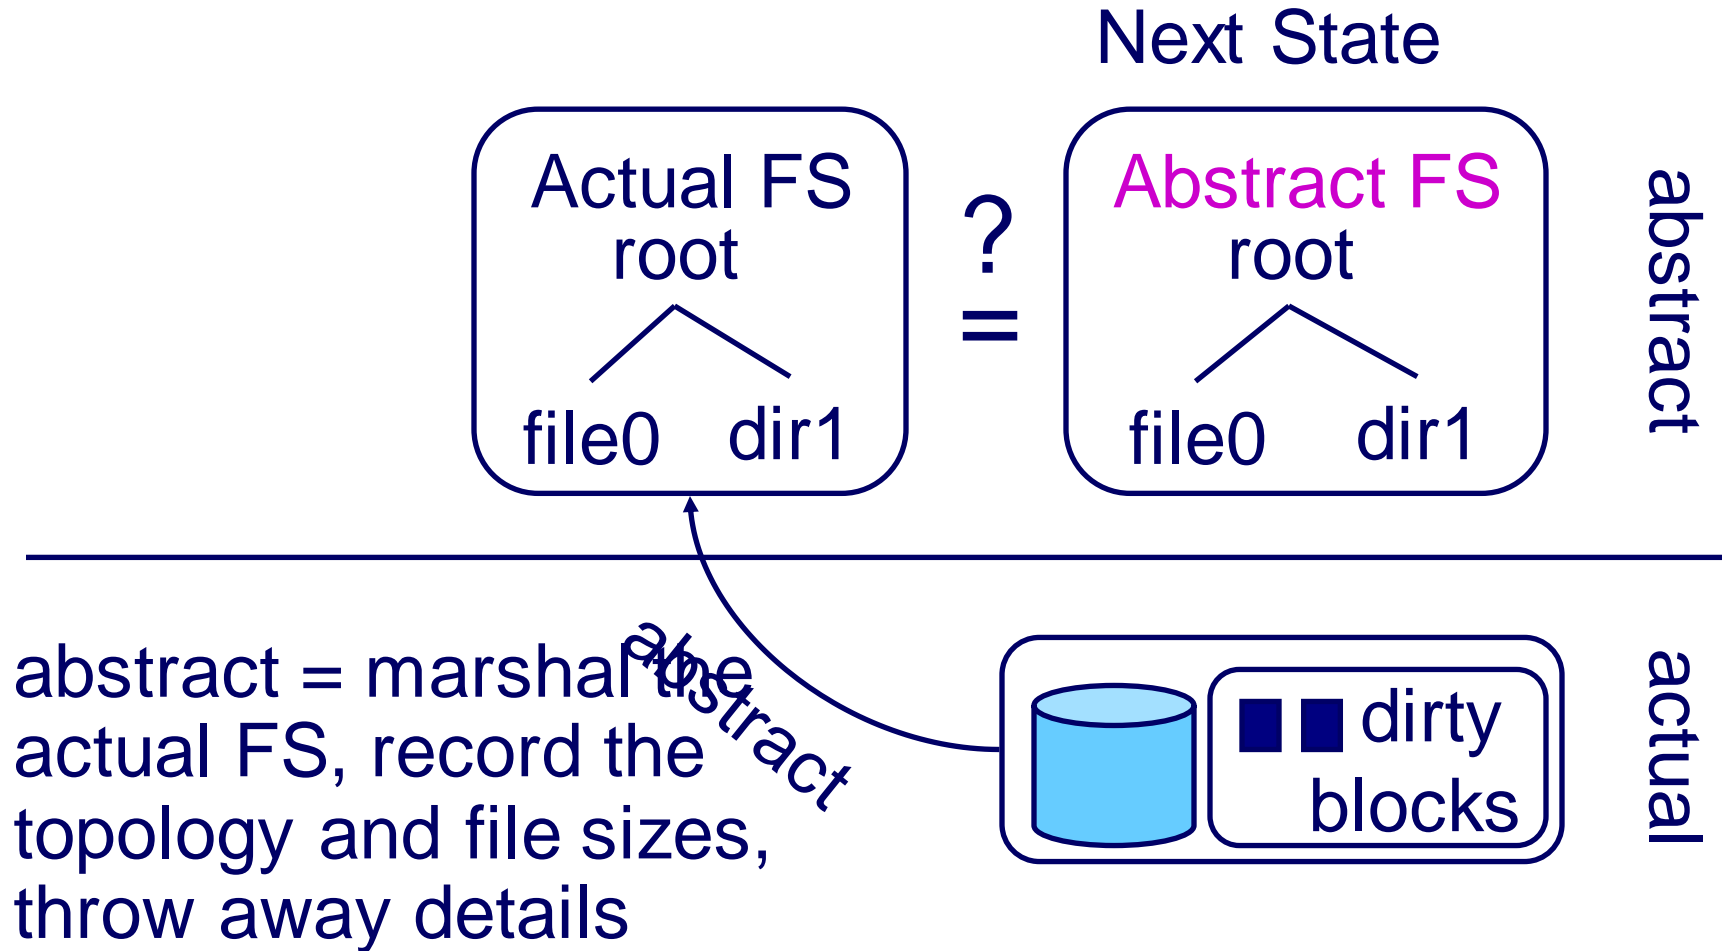 Next State
Actual FS
root
file0 dir1
?
=
Abstract FS
root
file0 dir1
abstract
abstract
abstract = marshal the
actual FS, record the
topology and file sizes,
throw away details
dirty
blocks
actual